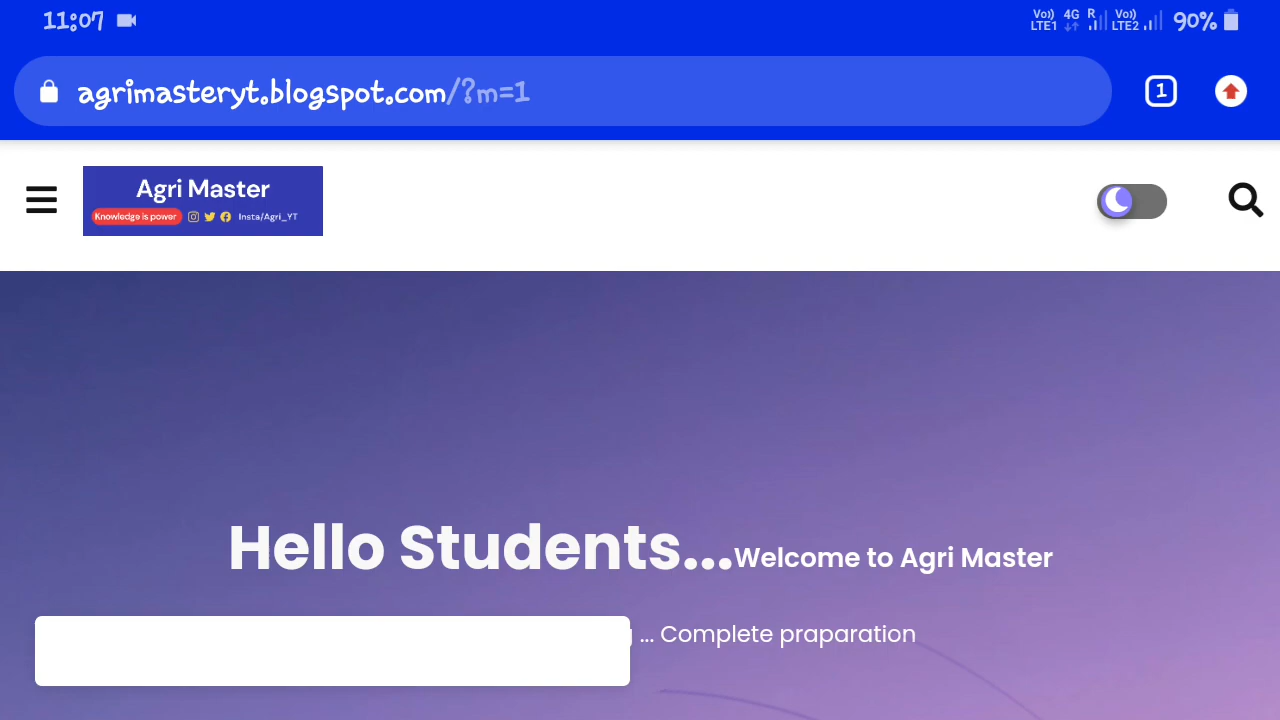 11:07
Vo)) LTE1 4G R Vo)) LTE2 90%
agrimasteryt.blogspot.com/?m=1
1
Agri Master
Knowledge is power Insta/Agri_YT
Hello Students...Welcome to Agri Master
... Complete praparation